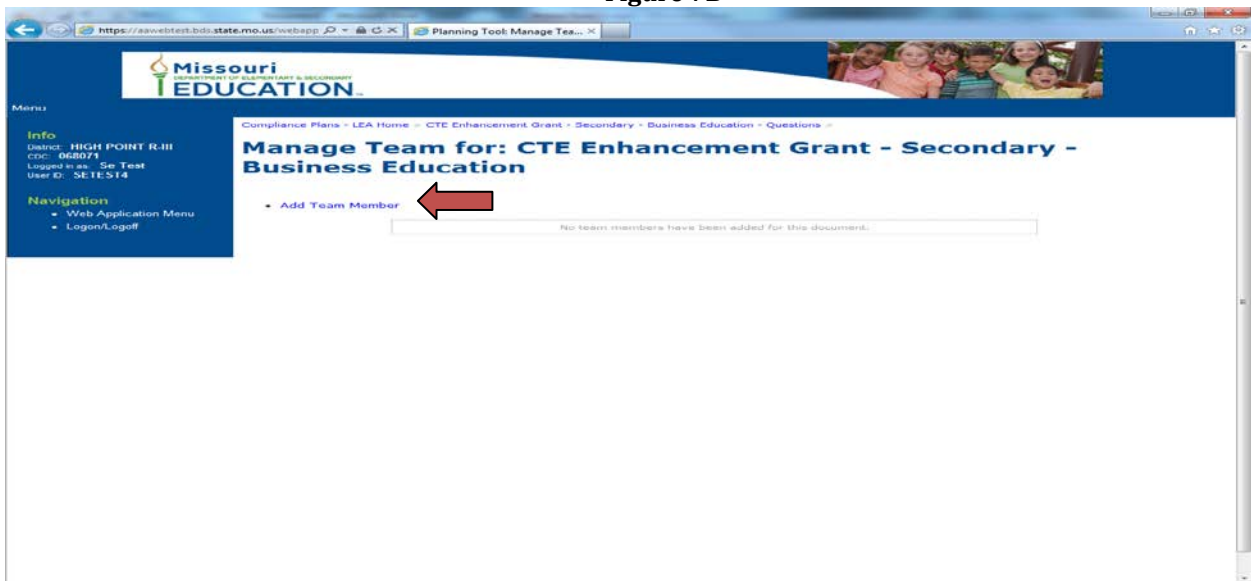 https://aawebtest.bds.state.mo.us/webapp
Planning Tool: Manage Tea...
Missouri
DEPARTMENT OF ELEMENTARY & SECONDARY
EDUCATION.
Menu
Compliance Plans - LEA Home » CTE Enhancement Grant - Secondary - Business Education - Questions »
Info
District: HIGH POINT R-III
CDC: 068071
Logged in as: Se Test
User ID: SETEST4
Manage Team for: CTE Enhancement Grant - Secondary -
Business Education
Navigation
• Web Application Menu
• Logon/Logoff
• Add Team Member
No team members have been added for this document.